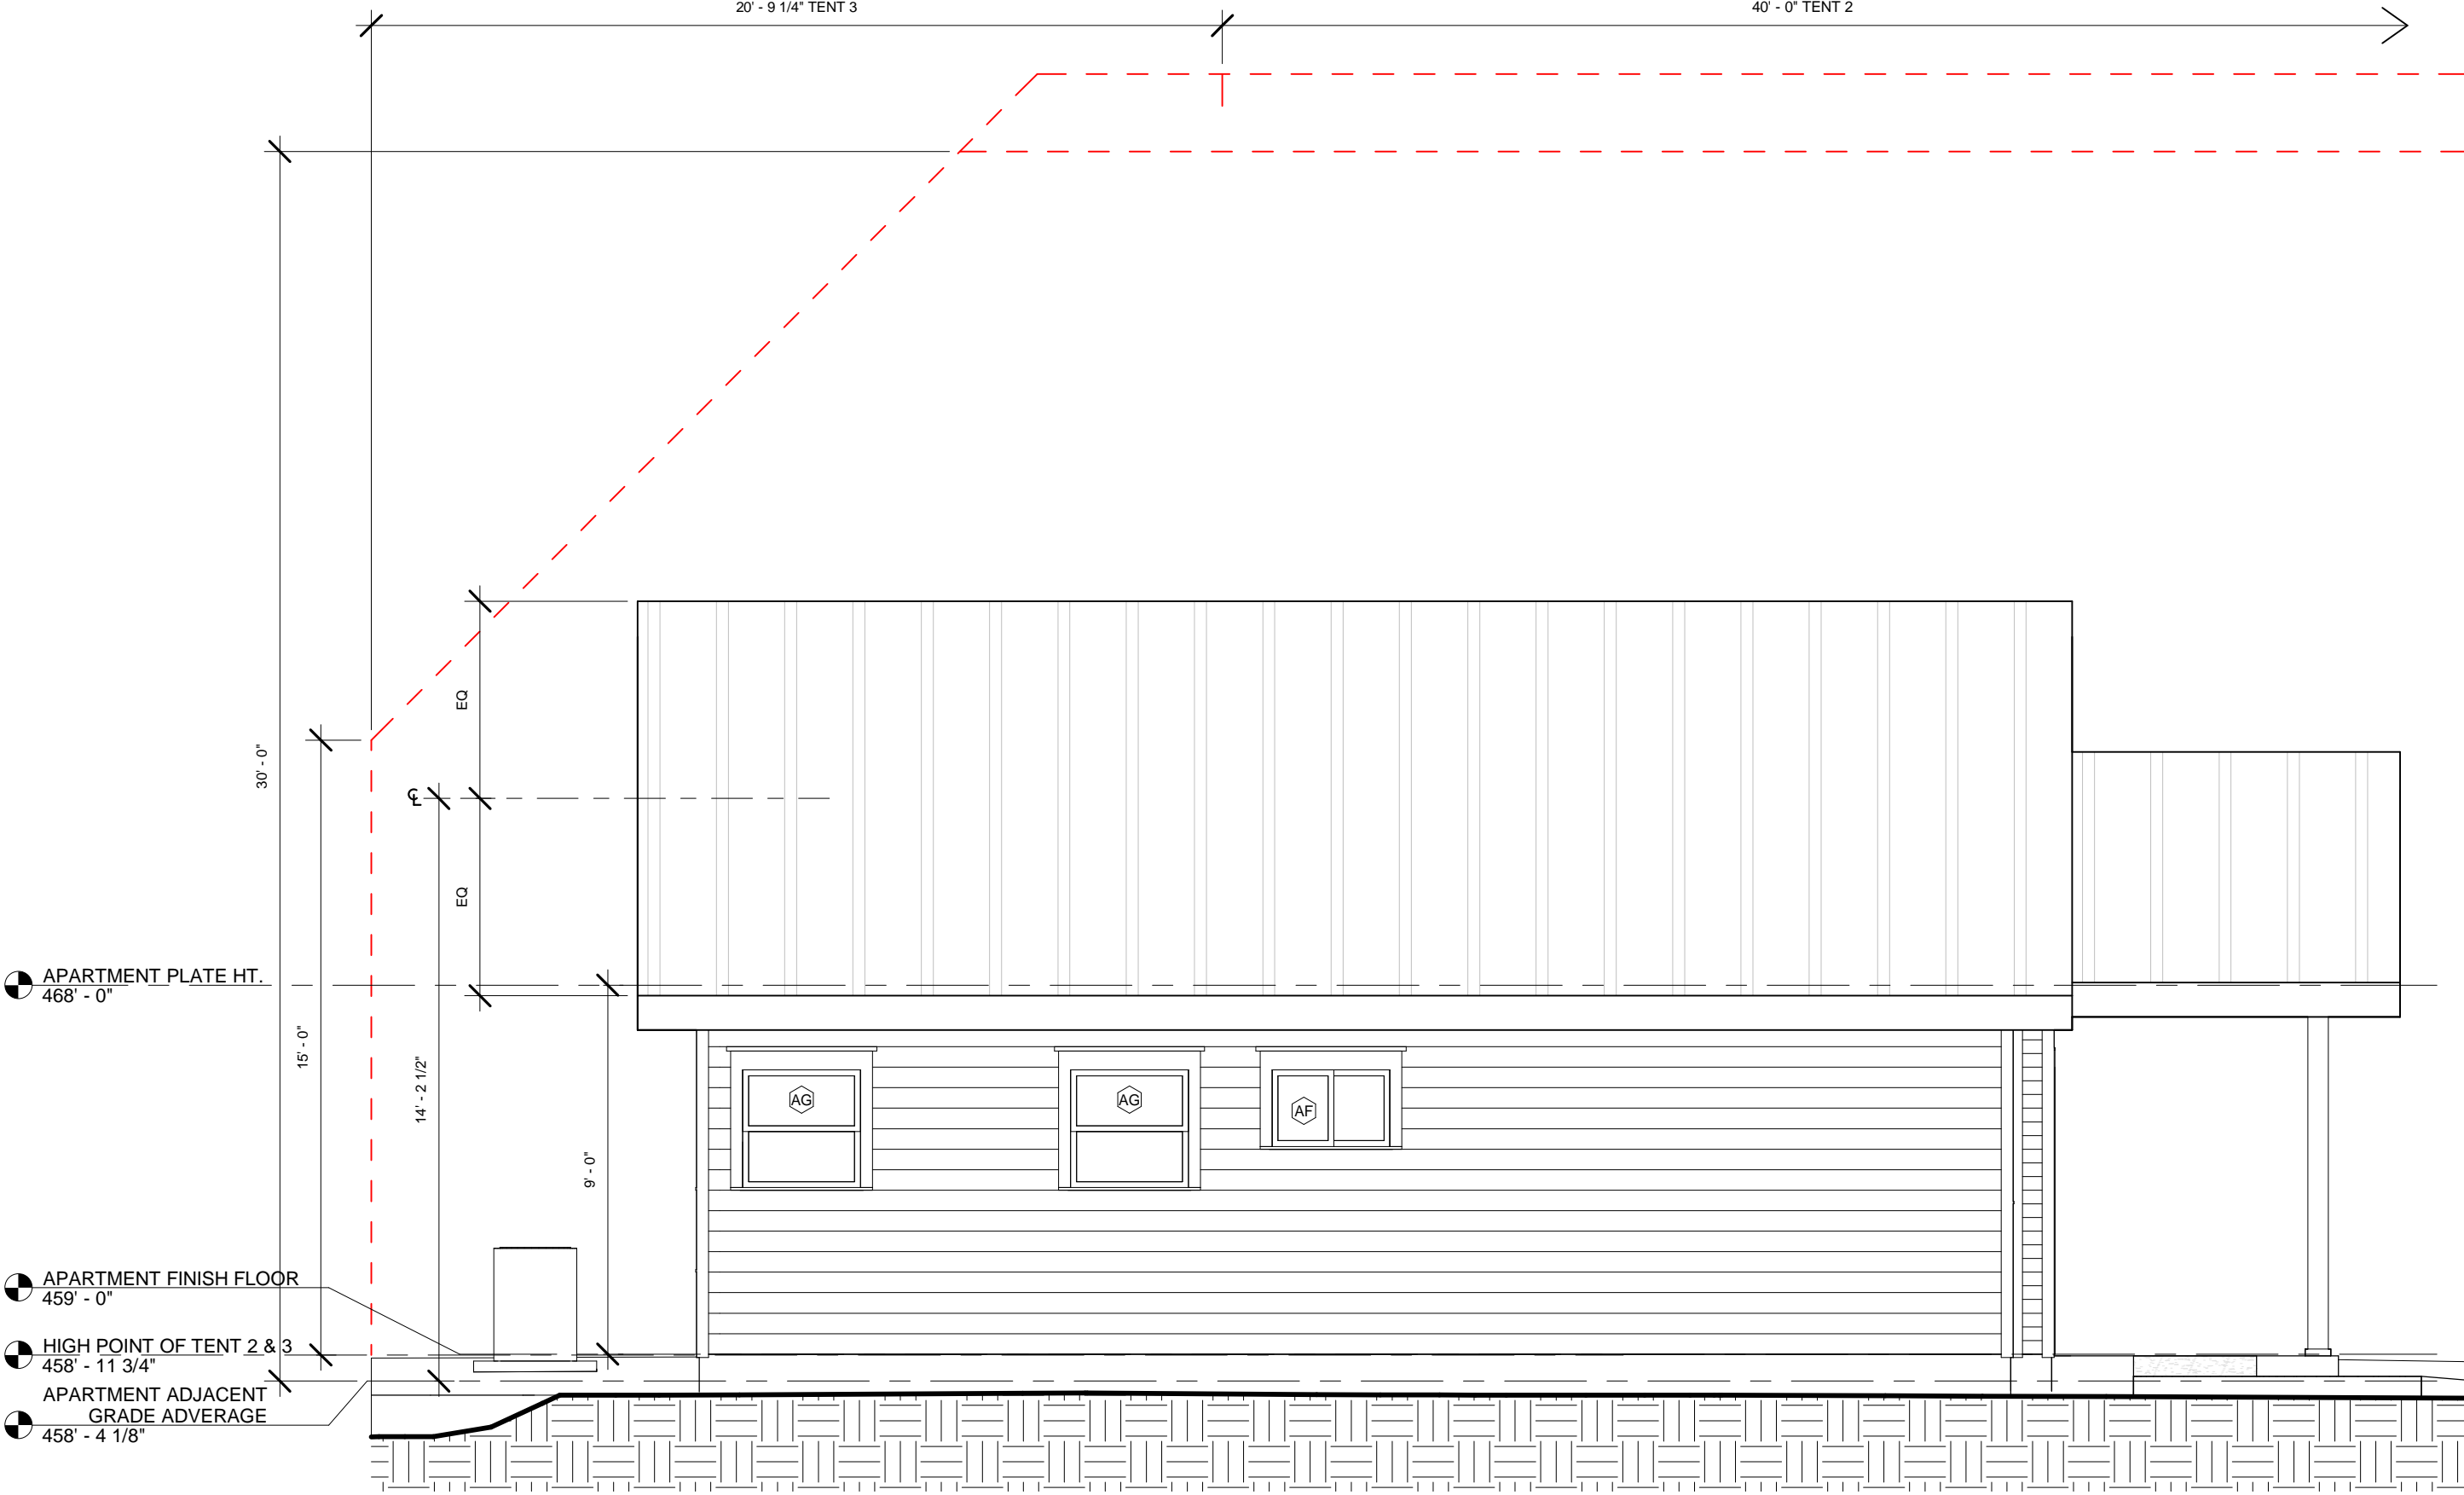 20' - 9 1/4" TENT 3
40' - 0" TENT 2
EQ
30' - 0"
℄
EQ
APARTMENT PLATE HT.
468' - 0"
15' - 0"
14' - 2 1/2"
AG
AG
AF
9' - 0"
APARTMENT FINISH FLOOR
459' - 0"
HIGH POINT OF TENT 2 & 3
458' - 11 3/4"
APARTMENT ADJACENT
GRADE ADVERAGE
458' - 4 1/8"